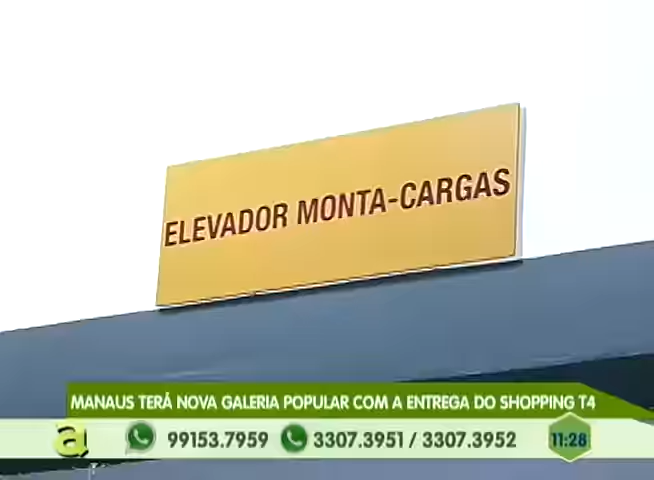 ELEVADOR MONTA-CARGAS
MANAUS TERÁ NOVA GALERIA POPULAR COM A ENTREGA DO SHOPPING T4
a 99153.7959 3307.3951 / 3307.3952 11:28